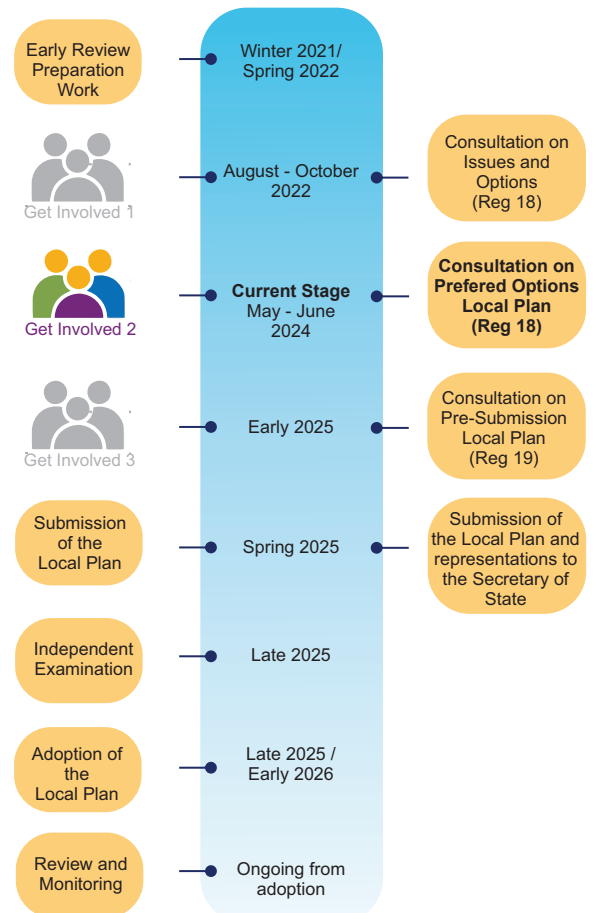 Early Review
Preparation
Work
Winter 2021/
Spring 2022
Get Involved 1
August - October
2022
Consultation on
Issues and
Options
(Reg 18)
Get Involved 2
Current Stage
May - June
2024
Consultation on
Prefered Options
Local Plan
(Reg 18)
Get Involved 3
Early 2025
Consultation on
Pre-Submission
Local Plan
(Reg 19)
Submission
of the
Local Plan
Spring 2025
Submission of
the Local Plan and
representations to
the Secretary of
State
Independent
Examination
Late 2025
Adoption of
the
Local Plan
Late 2025 /
Early 2026
Review and
Monitoring
Ongoing from
adoption